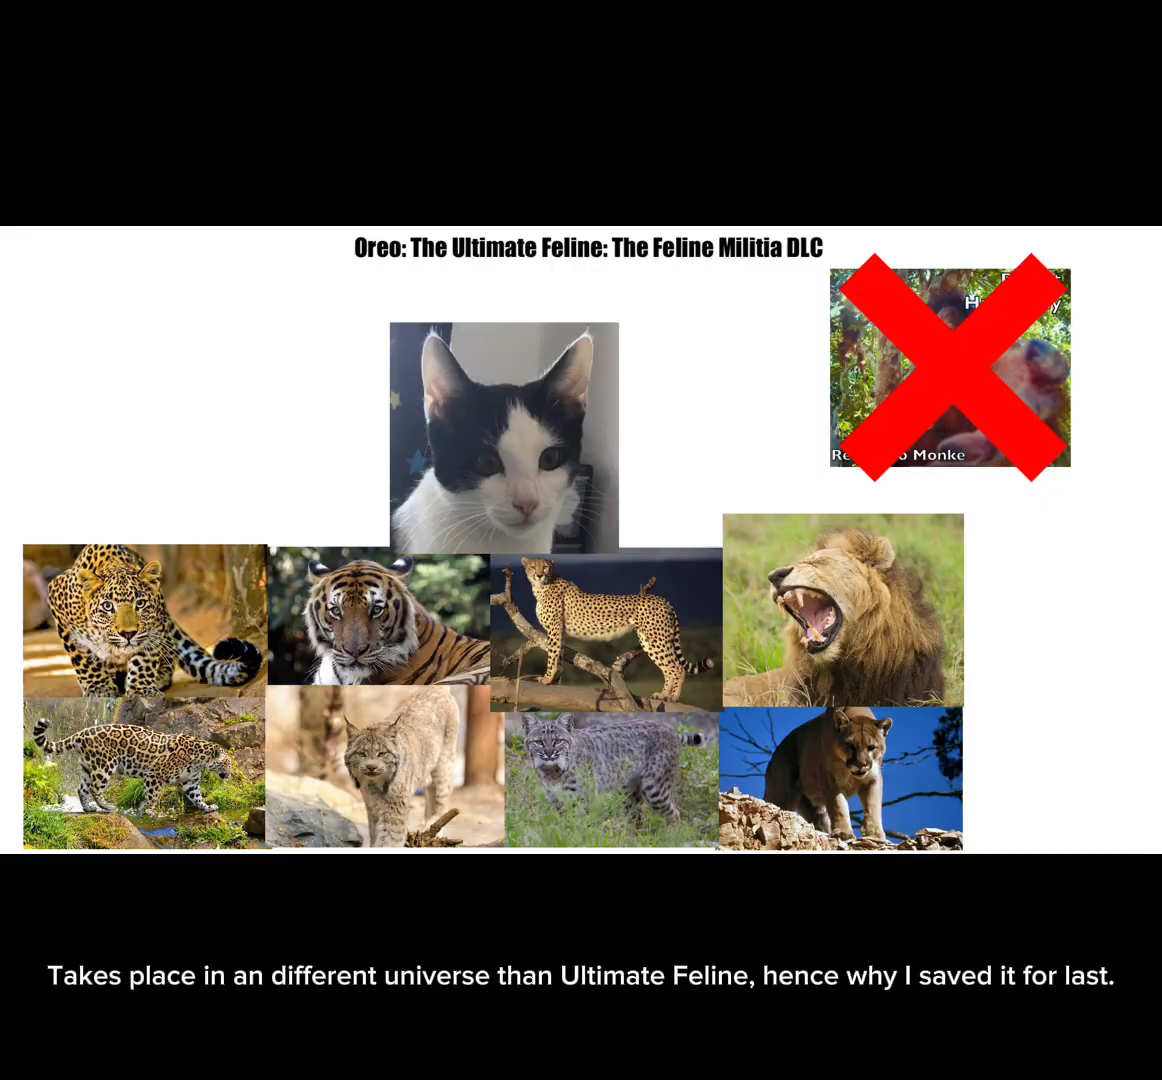 Oreo: The Ultimate Feline: The Feline Militia DLC
Monke
Takes place in an different universe than Ultimate Feline, hence why I saved it for last.